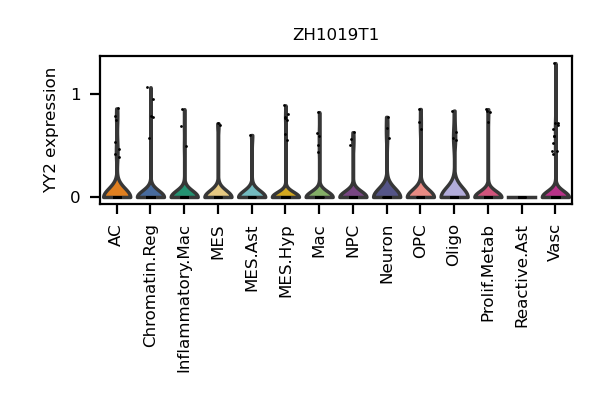 ZH1019T1
YY2 expression
1
0
AC
Chromatin.Reg
Inflammatory.Mac
MES
MES.Ast
MES.Hyp
Mac
NPC
Neuron
OPC
Oligo
Prolif.Metab
Reactive.Ast
Vasc